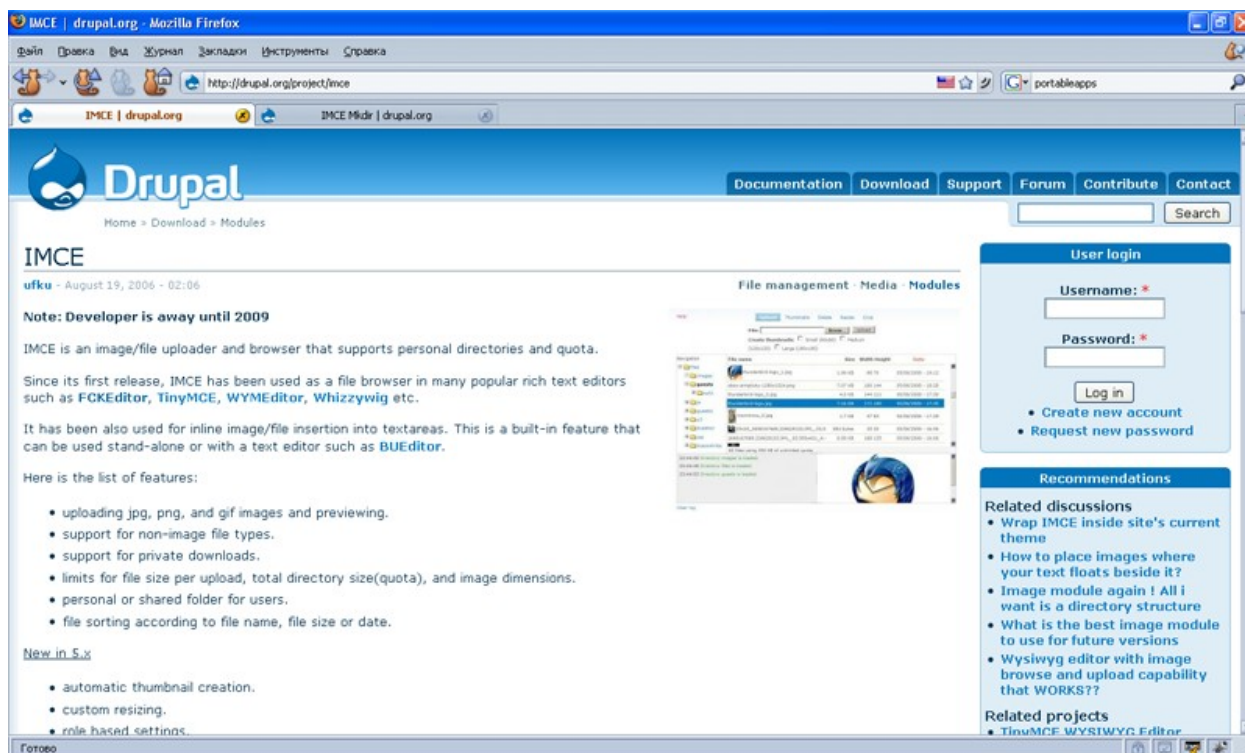 IMCE | drupal.org - Mozilla Firefox
Файл Правка Вид Журнал Закладки Инструменты Справка
http://drupal.org/project/imce portableapps
IMCE | drupal.org IMCE Mkdir | drupal.org
Drupal
Documentation Download Support Forum Contribute Contact
Home » Download » Modules
Search
IMCE
ufku - August 19, 2006 - 02:06
File management · Media · Modules
Note: Developer is away until 2009
IMCE is an image/file uploader and browser that supports personal directories and quota.
Since its first release, IMCE has been used as a file browser in many popular rich text editors
such as FCKEditor, TinyMCE, WYMEditor, Whizzywig etc.
It has been also used for inline image/file insertion into textareas. This is a built-in feature that
can be used stand-alone or with a text editor such as BUEditor.
Here is the list of features:
• uploading jpg, png, and gif images and previewing.
• support for non-image file types.
• support for private downloads.
• limits for file size per upload, total directory size(quota), and image dimensions.
• personal or shared folder for users.
• file sorting according to file name, file size or date.
New in 5.x
• automatic thumbnail creation.
• custom resizing.
• role based settings.
User login
Username: *
Password: *
Log in
• Create new account
• Request new password
Recommendations
Related discussions
• Wrap IMCE inside site's current
theme
• How to place images where
your text floats beside it?
• Image module again ! All i
want is a directory structure
• What is the best image module
to use for future versions
• Wysiwyg editor with image
browse and upload capability
that WORKS??
Related projects
• TinyMCE WYSIWYG Editor
Готово